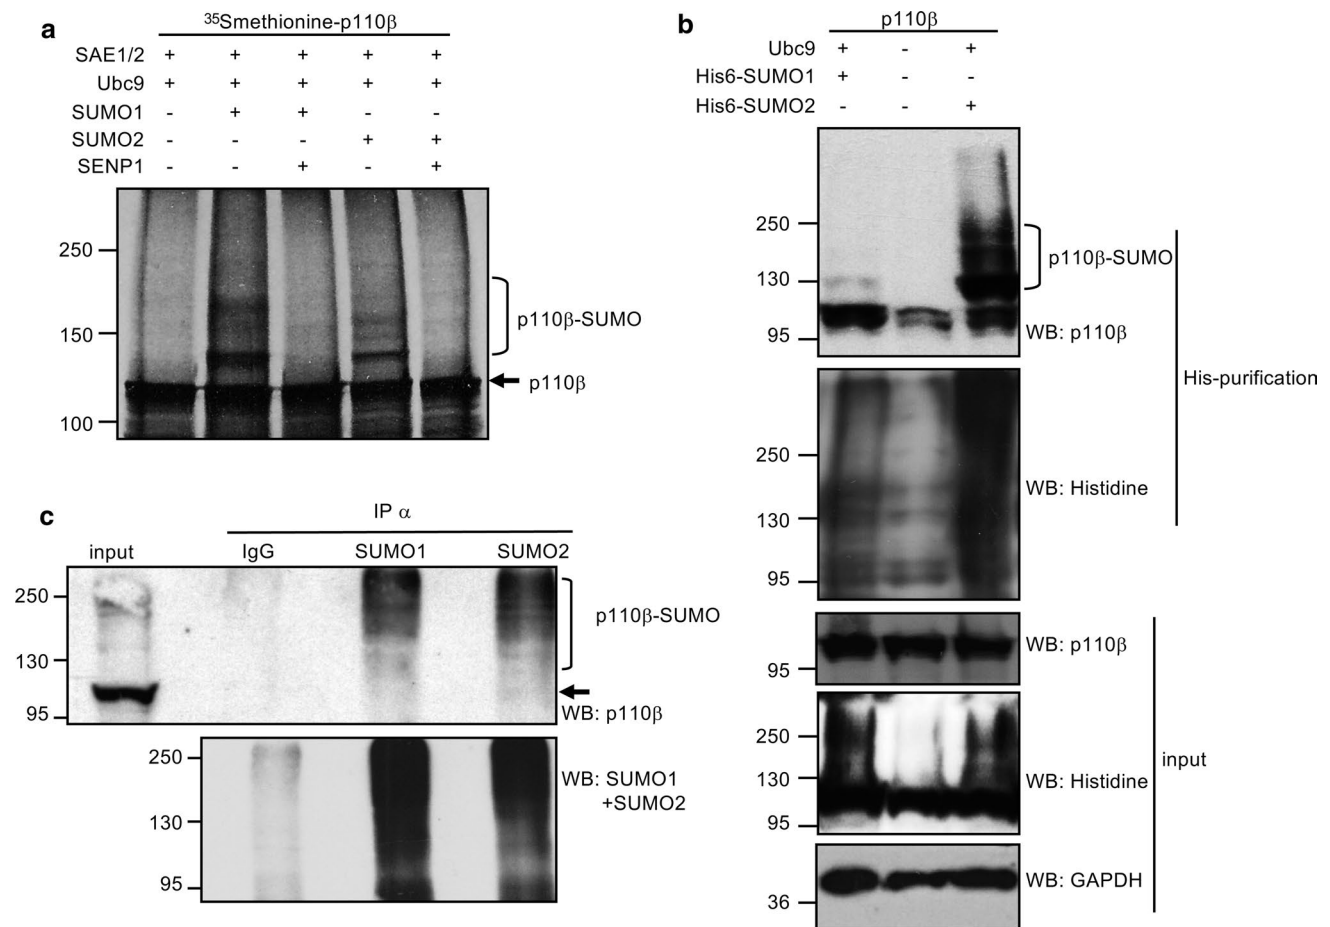 a
³⁵Smethionine-p110β
SAE1/2 + + + + +
Ubc9 + + + + +
SUMO1 - + + - -
SUMO2 - - - + +
SENP1 - - + - +
250
150
100
p110β-SUMO
p110β
b
p110β
Ubc9 + - +
His6-SUMO1 + - -
His6-SUMO2 - - +
250
130
95
p110β-SUMO
WB: p110β
250
130
95
WB: Histidine
His-purification
95
WB: p110β
250
130
95
WB: Histidine
36
WB: GAPDH
input
c
IP α
input IgG SUMO1 SUMO2
250
130
95
p110β-SUMO
WB: p110β
250
130
95
WB: SUMO1
+SUMO2